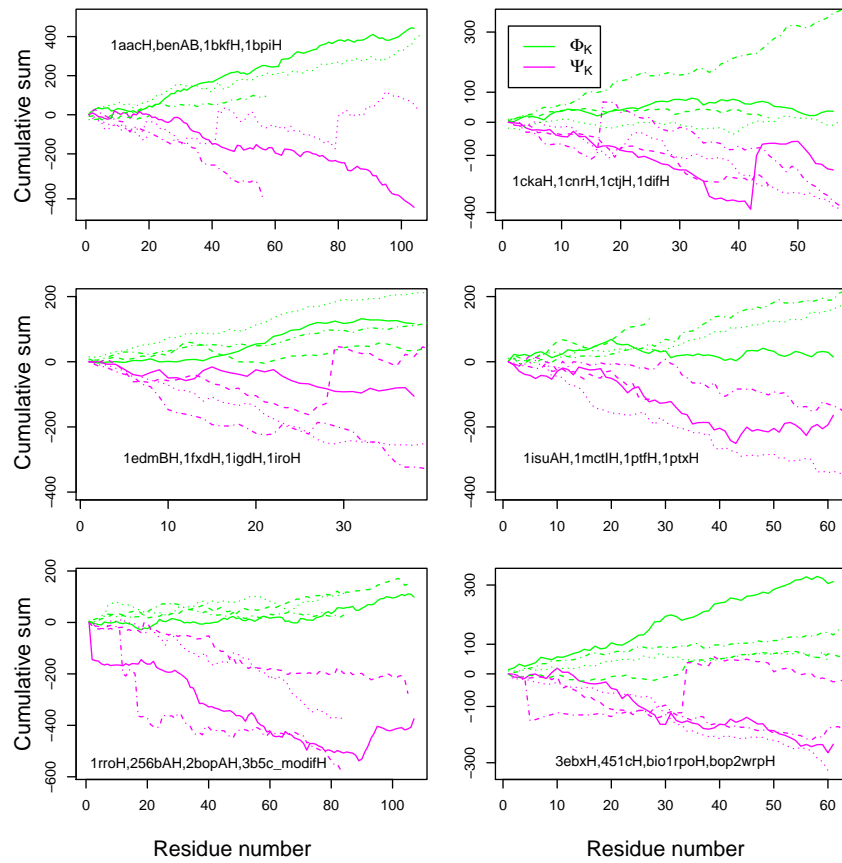 Cumulative sum
400
200
0
−200
−400
1aacH,benAB,1bkfH,1bpiH
0 20 40 60 80 100
300
100
0
−100
−400
ΦK
ΨK
1ckaH,1cnrH,1ctjH,1difH
0 10 20 30 40 50
Cumulative sum
200
0
−200
−400
1edmBH,1fxdH,1igdH,1iroH
0 10 20 30
200
0
−200
−400
1isuAH,1mctIH,1ptfH,1ptxH
0 10 20 30 40 50 60
Cumulative sum
200
0
−200
−400
−600
1rroH,256bAH,2bopAH,3b5c_modifH
0 20 40 60 80 100
Residue number
300
100
0
−100
−300
3ebxH,451cH,bio1rpoH,bop2wrpH
0 10 20 30 40 50 60
Residue number